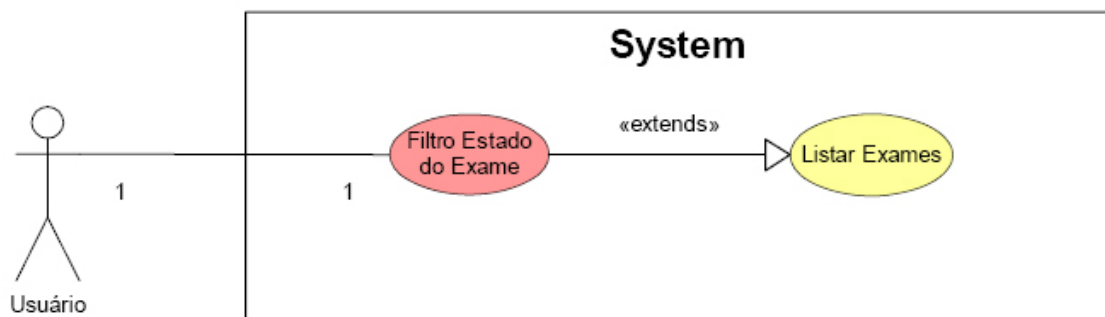 System
Filtro Estado
do Exame
«extends»
Listar Exames
1
1
Usuário